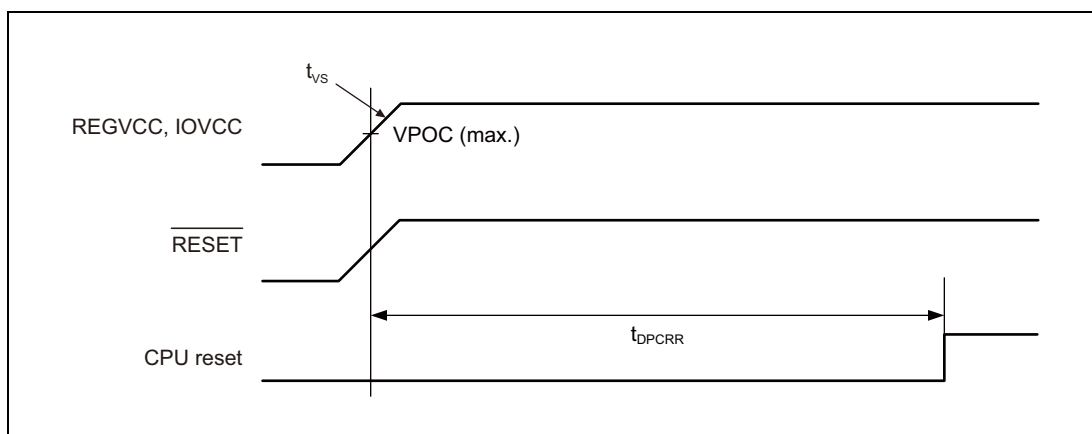 tVS
REGVCC, IOVCC
VPOC (max.)
RESET
tDPCRR
CPU reset